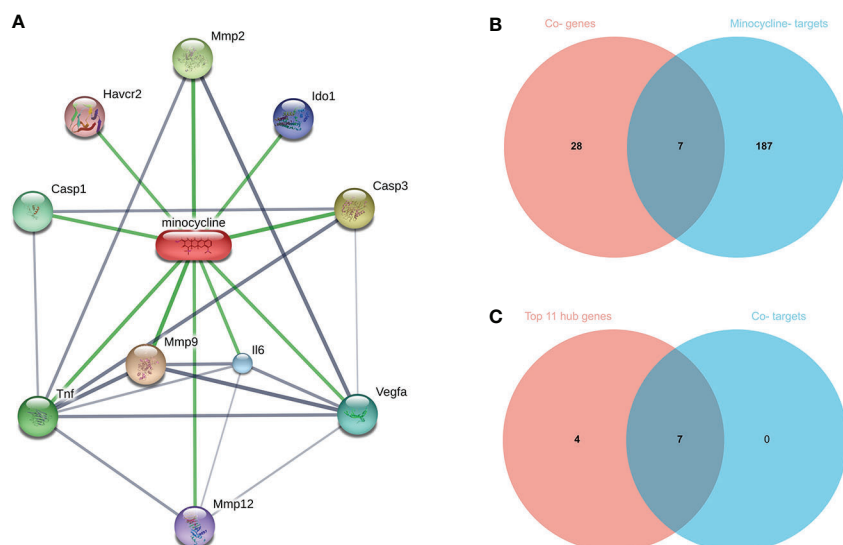 A
Mmp2
Havcr2
Ido1
Casp1
Casp3
minocycline
Mmp9
Il6
Tnf
Vegfa
Mmp12
B
Co- genes
Minocycline- targets
28
7
187
C
Top 11 hub genes
Co- targets
4
7
0